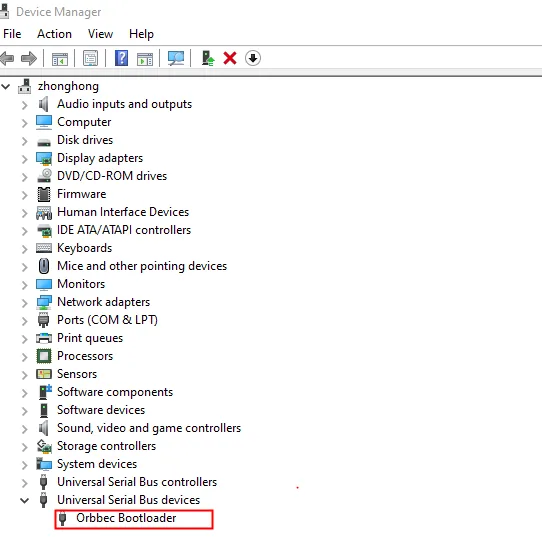 Device Manager
File Action View Help
zhonghong
Audio inputs and outputs
Computer
Disk drives
Display adapters
DVD/CD-ROM drives
Firmware
Human Interface Devices
IDE ATA/ATAPI controllers
Keyboards
Mice and other pointing devices
Monitors
Network adapters
Ports (COM & LPT)
Print queues
Processors
Sensors
Software components
Software devices
Sound, video and game controllers
Storage controllers
System devices
Universal Serial Bus controllers
Universal Serial Bus devices
Orbbec Bootloader